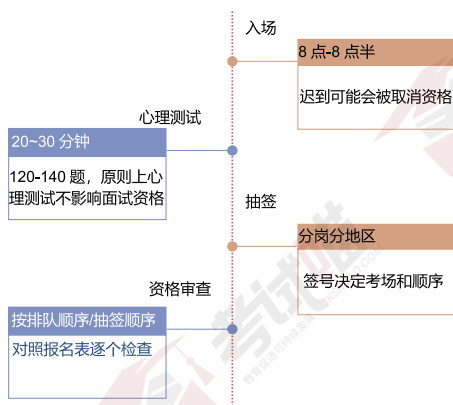 入场
8 点-8 点半
迟到可能会被取消资格
心理测试
20~30 分钟
120-140 题，原则上心
理测试不影响面试资格
抽签
分岗分地区
签号决定考场和顺序
资格审查
按排队顺序/抽签顺序
对照报名表逐个检查
考试唯